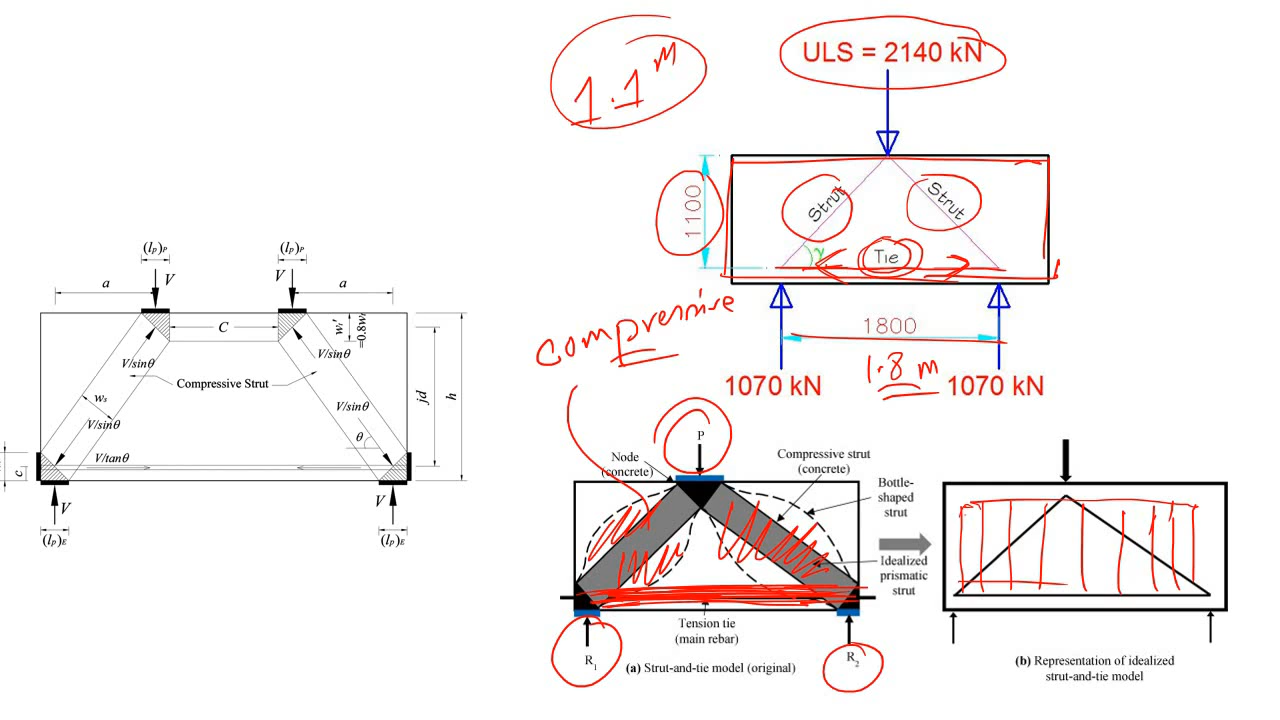 1.1 m
ULS = 2140 kN
1100
Strut
Strut
γ
Tie
1800
1.8 m
1070 kN
1070 kN
compressive
(lp)P
(lp)P
V
V
a
a
C
=0.8wt
V/sinθ
V/sinθ
Compressive Strut
ws
V/sinθ
V/sinθ
θ
V/tanθ
jd
h
c
V
V
(lp)E
(lp)E
P
Node
(concrete)
Compressive strut
(concrete)
Bottle-
shaped
strut
Idealized
prismatic
strut
Tension tie
(main rebar)
R1
R2
(a) Strut-and-tie model (original)
(b) Representation of idealized
strut-and-tie model